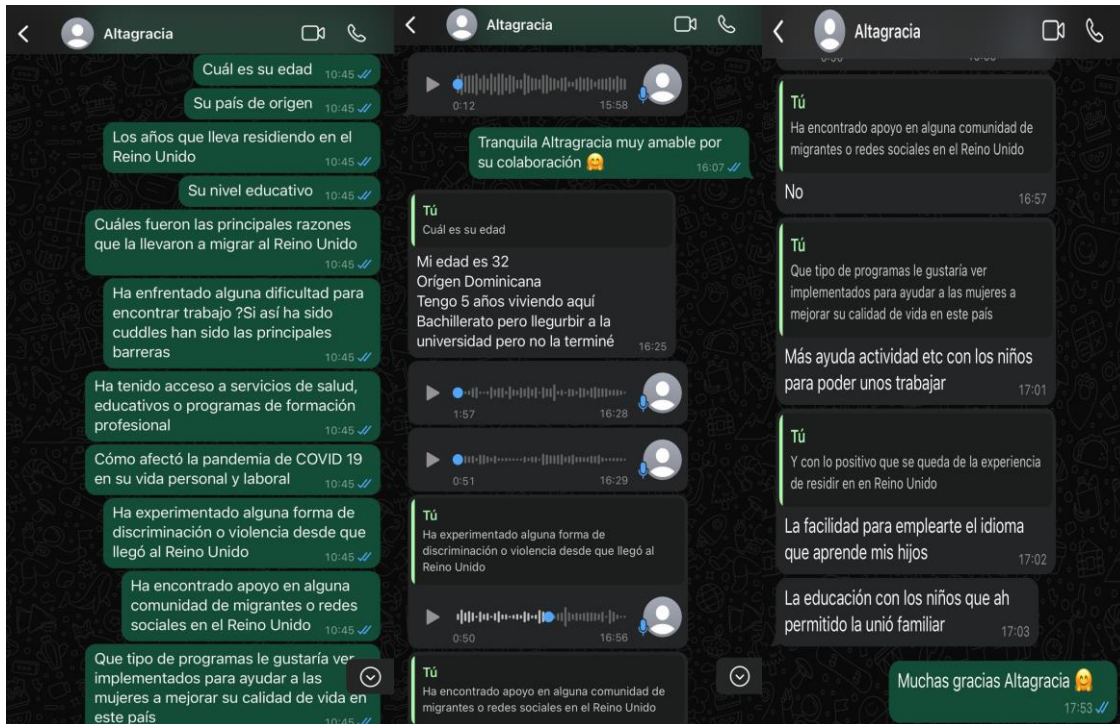 Altagracia
Cuál es su edad 10:45
Su país de origen 10:45
Los años que lleva residiendo en el
Reino Unido 10:45
Su nivel educativo 10:45
Cuáles fueron las principales razones
que la llevaron a migrar al Reino Unido
10:45
Ha enfrentado alguna dificultad para
encontrar trabajo ?Si así ha sido
cuddles han sido las principales
barreras 10:45
Ha tenido acceso a servicios de salud,
educativos o programas de formación
profesional 10:45
Cómo afectó la pandemia de COVID 19
en su vida personal y laboral 10:45
Ha experimentado alguna forma de
discriminación o violencia desde que
llegó al Reino Unido 10:45
Ha encontrado apoyo en alguna
comunidad de migrantes o redes
sociales en el Reino Unido 10:45
Que tipo de programas le gustaría ver
implementados para ayudar a las
mujeres a mejorar su calidad de vida en
este país 10:45
Altagracia
0:12 15:58
Tranquila Altragracia muy amable por
su colaboración 🤗 16:07
Tú
Cuál es su edad
Mi edad es 32
Orígen Dominicana
Tengo 5 años viviendo aquí
Bachillerato pero llegurbir a la
universidad pero no la terminé 16:25
1:57 16:28
0:51 16:29
Tú
Ha experimentado alguna forma de
discriminación o violencia desde que llegó al
Reino Unido
0:50 16:56
Tú
Ha encontrado apoyo en alguna comunidad de
migrantes o redes sociales en el Reino Unido
Altagracia
Tú
Ha encontrado apoyo en alguna comunidad de
migrantes o redes sociales en el Reino Unido
No 16:57
Tú
Que tipo de programas le gustaría ver
implementados para ayudar a las mujeres a
mejorar su calidad de vida en este país
Más ayuda actividad etc con los niños
para poder unos trabajar 17:01
Tú
Y con lo positivo que se queda de la experiencia
de residir en en Reino Unido
La facilidad para emplearte el idioma
que aprende mis hijos 17:02
La educación con los niños que ah
permitido la unió familiar 17:03
Muchas gracias Altagracia 🤗
17:53